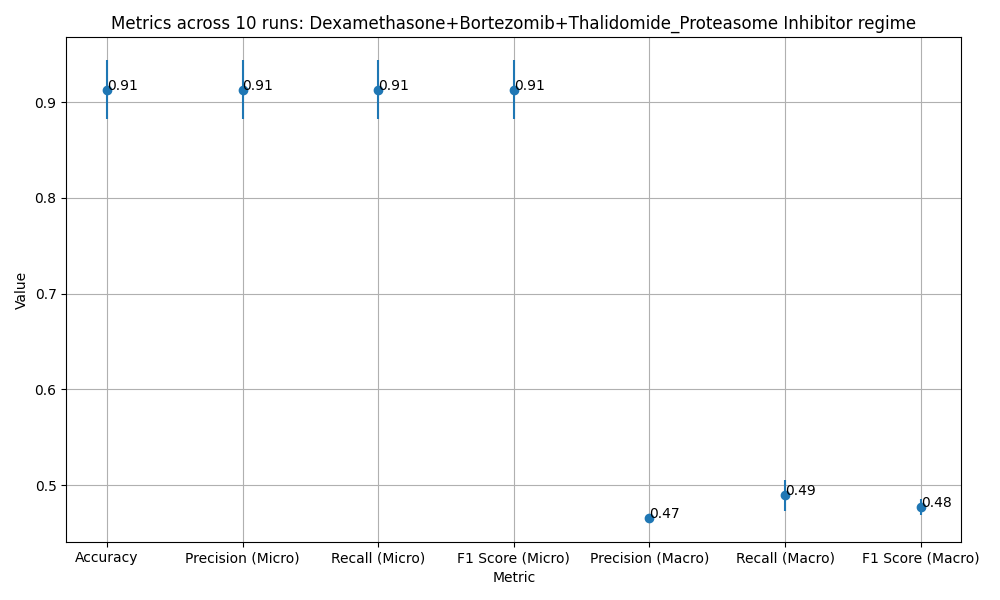 Metrics across 10 runs: Dexamethasone+Bortezomib+Thalidomide_Proteasome Inhibitor regime
0.91
0.91
0.91
0.91
0.9
0.8
0.7
0.6
0.5
0.47
0.49
0.48
Value
Accuracy
Precision (Micro)
Recall (Micro)
F1 Score (Micro)
Precision (Macro)
Recall (Macro)
F1 Score (Macro)
Metric